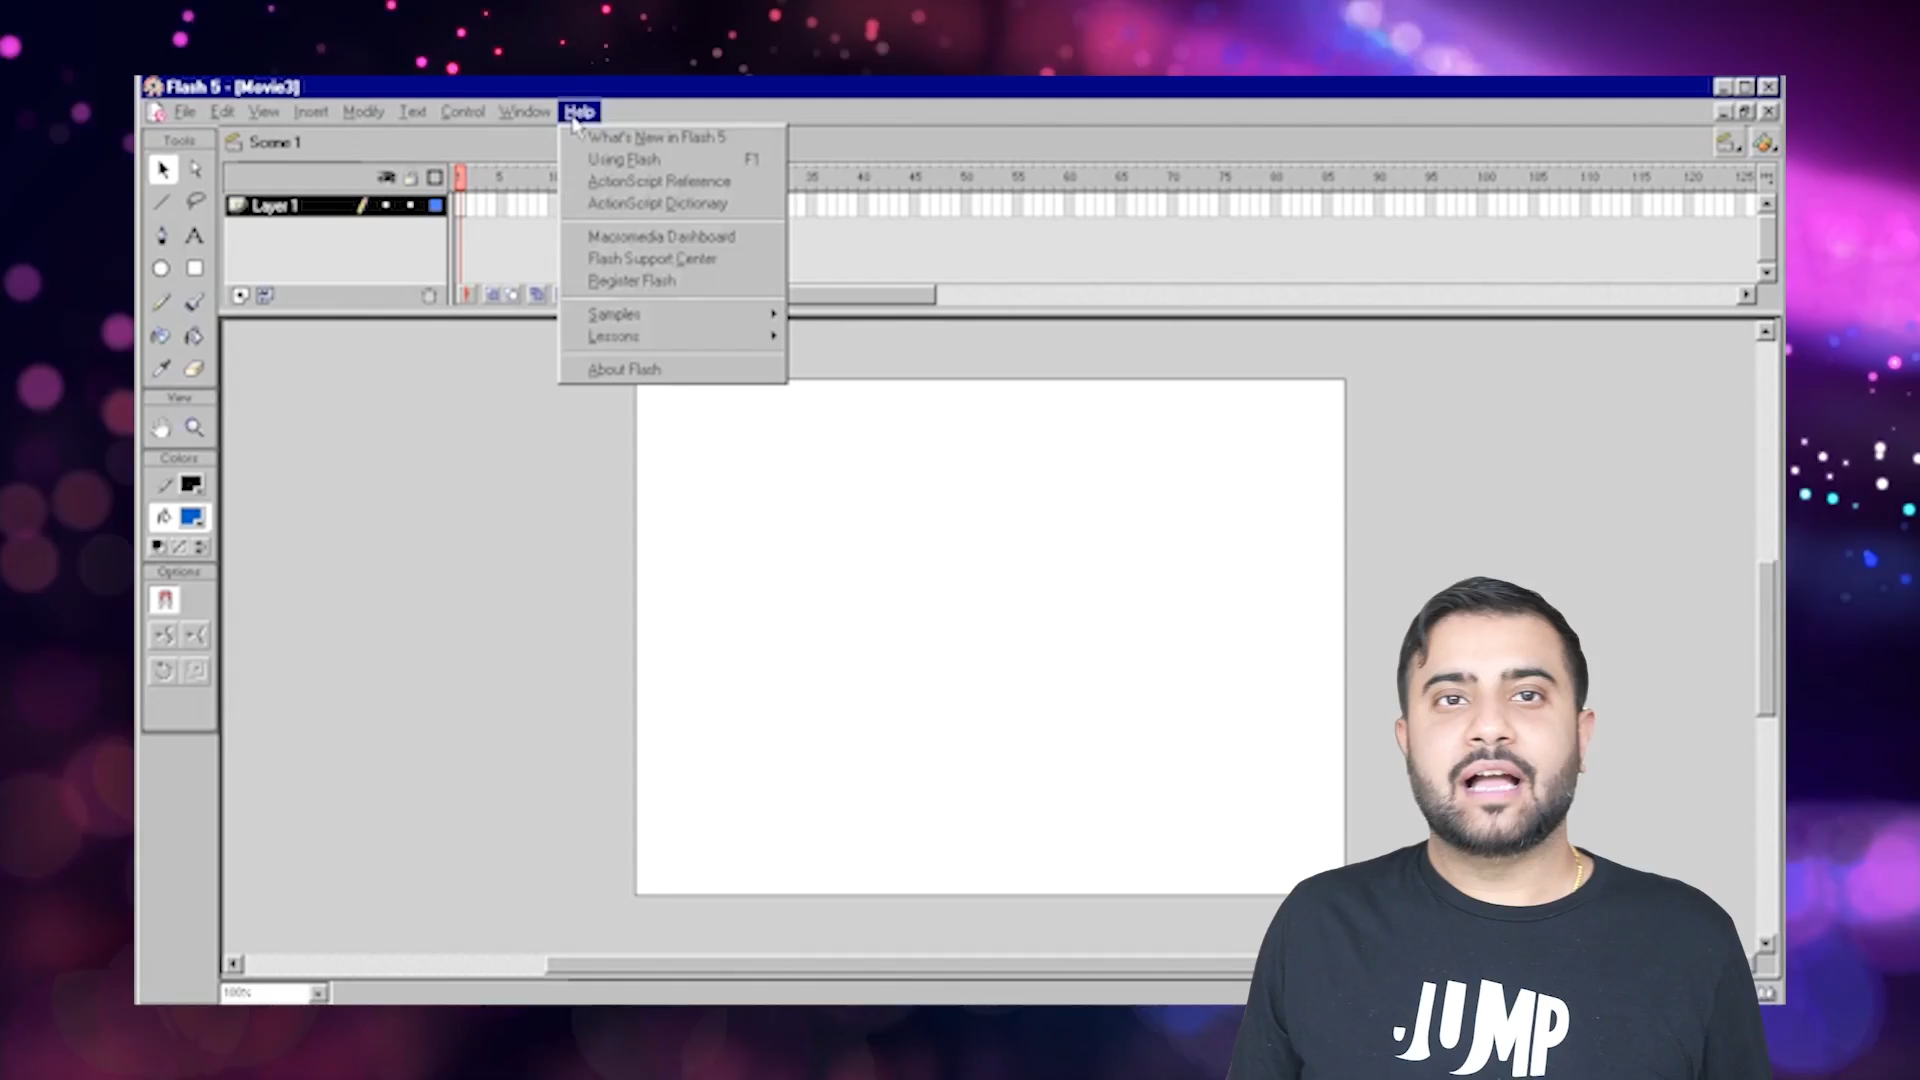 Flash 5 - [Movie3]
File Edit View Insert Modify Text Control Window Help
Tools
Scene 1
What's New in Flash 5
Using Flash F1
ActionScript Reference
ActionScript Dictionary
Macromedia Dashboard
Flash Support Center
Register Flash
Samples
Lessons
About Flash
5 10 35 40 45 50 55 60 65 70 75 80 85 90 95 100 105 110 115 120 125
Layer 1
View
Colors
Options
100%
JUMP